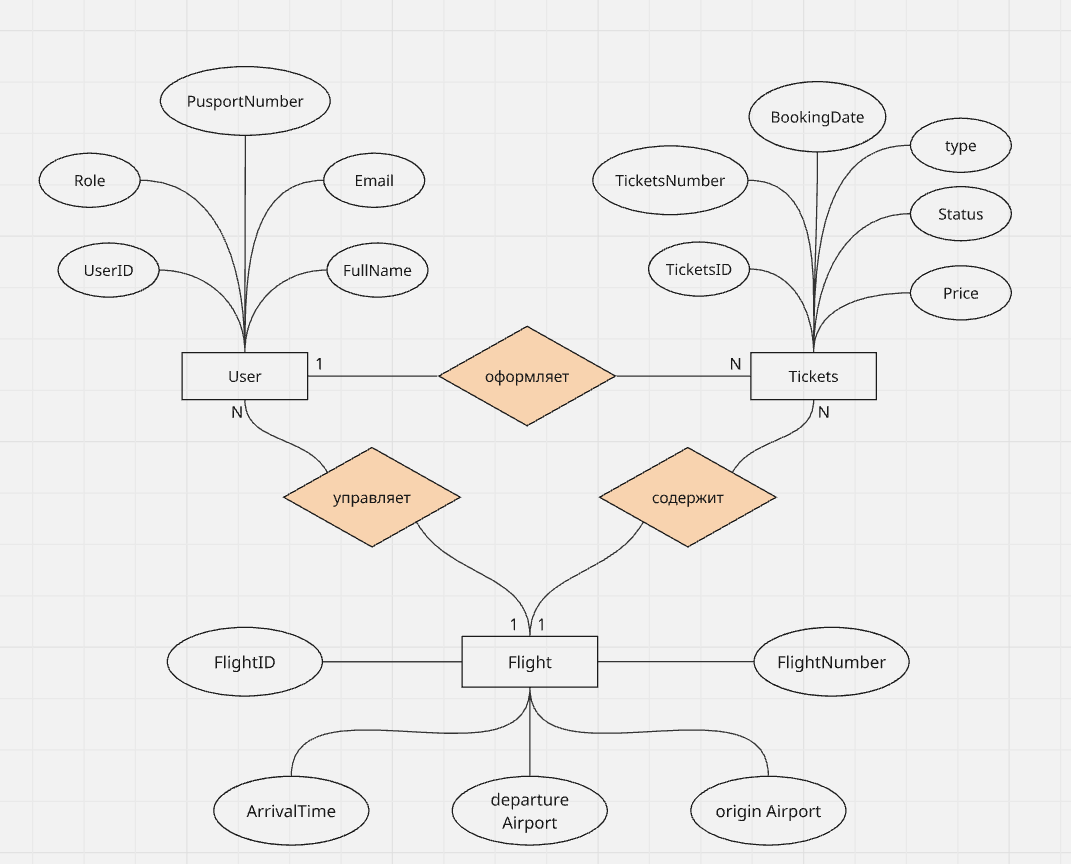 PusportNumber
Role
Email
UserID
FullName
BookingDate
type
TicketsNumber
Status
TicketsID
Price
User
1
оформляет
N
Tickets
N
N
управляет
содержит
1
1
FlightID
Flight
FlightNumber
ArrivalTime
departure
Airport
origin Airport